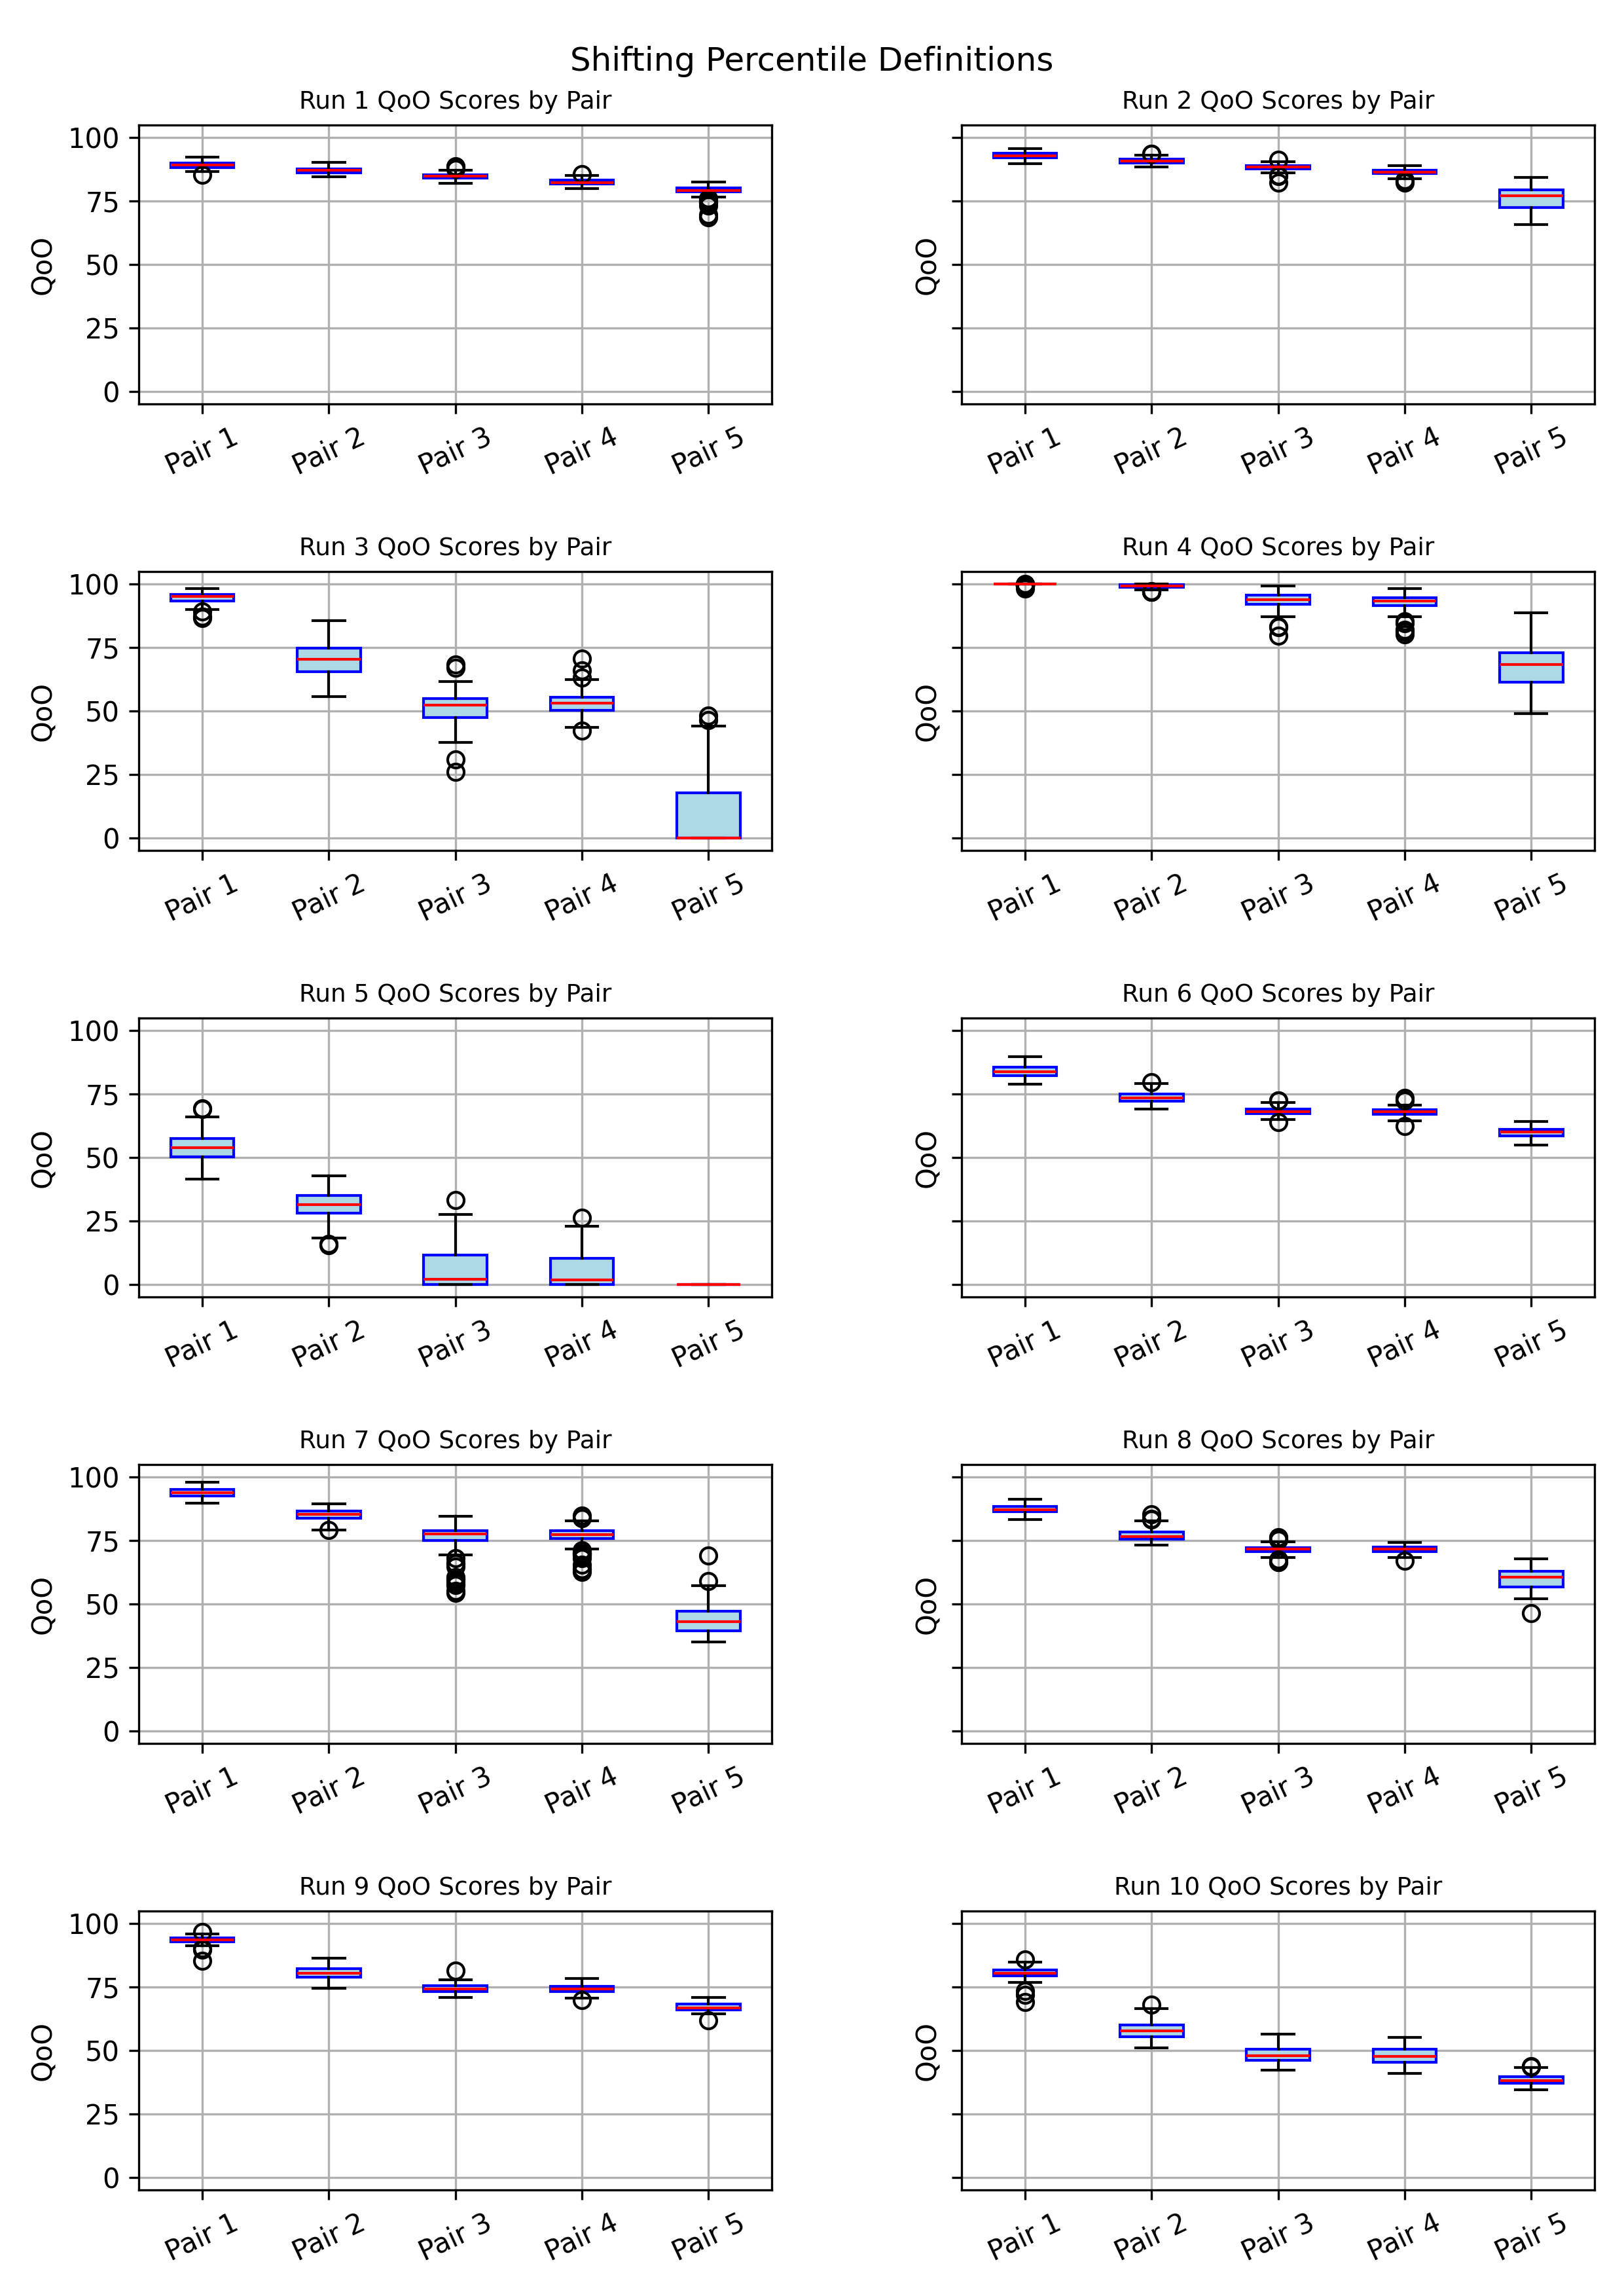 Shifting Percentile Definitions
Run 1 QoO Scores by Pair
QoO
100
75
50
25
0
Pair 1 Pair 2 Pair 3 Pair 4 Pair 5
Run 2 QoO Scores by Pair
QoO
Pair 1 Pair 2 Pair 3 Pair 4 Pair 5
Run 3 QoO Scores by Pair
QoO
100
75
50
25
0
Pair 1 Pair 2 Pair 3 Pair 4 Pair 5
Run 4 QoO Scores by Pair
QoO
Pair 1 Pair 2 Pair 3 Pair 4 Pair 5
Run 5 QoO Scores by Pair
QoO
100
75
50
25
0
Pair 1 Pair 2 Pair 3 Pair 4 Pair 5
Run 6 QoO Scores by Pair
QoO
Pair 1 Pair 2 Pair 3 Pair 4 Pair 5
Run 7 QoO Scores by Pair
QoO
100
75
50
25
0
Pair 1 Pair 2 Pair 3 Pair 4 Pair 5
Run 8 QoO Scores by Pair
QoO
Pair 1 Pair 2 Pair 3 Pair 4 Pair 5
Run 9 QoO Scores by Pair
QoO
100
75
50
25
0
Pair 1 Pair 2 Pair 3 Pair 4 Pair 5
Run 10 QoO Scores by Pair
QoO
Pair 1 Pair 2 Pair 3 Pair 4 Pair 5